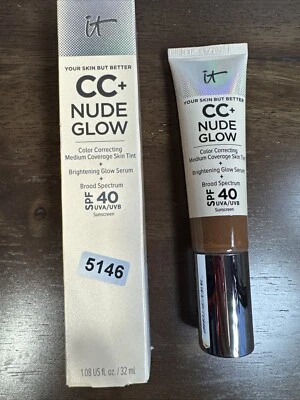 it
YOUR SKIN BUT BETTER
CC+
NUDE
GLOW
Color Correcting
Medium Coverage Skin Tint
+
Brightening Glow Serum
+
Broad Spectrum
SPF 40
UVA/UVB
Sunscreen
5146
1.08 US fl. oz./ 32 ml
it
YOUR SKIN BUT BETTER
CC+
NUDE
GLOW
Color Correcting
Medium Coverage Skin Tint
+
Brightening Glow Serum
+
Broad Spectrum
SPF 40
UVA/UVB
Sunscreen